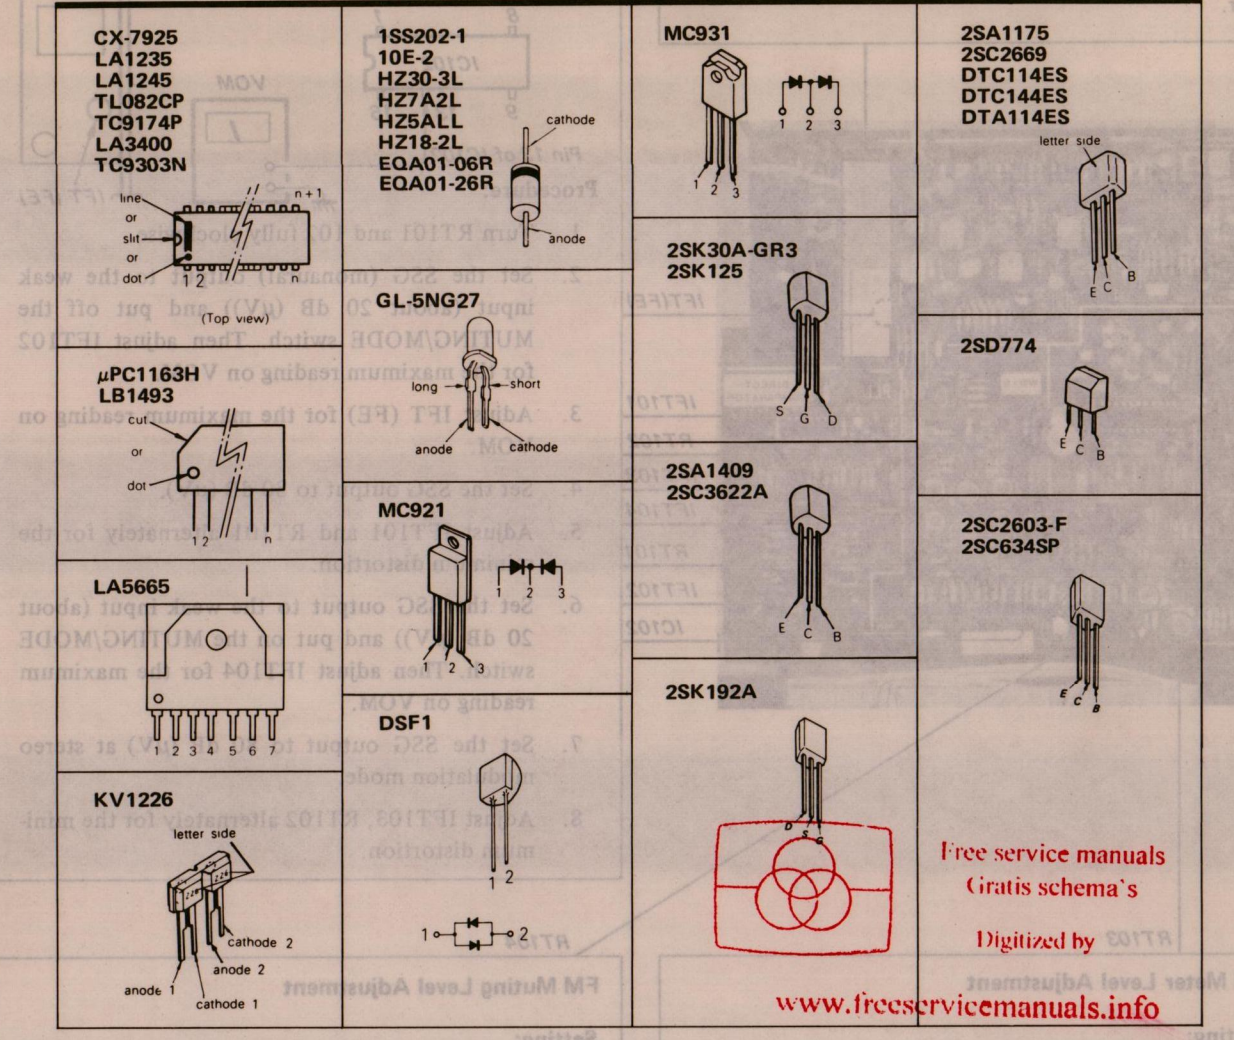 CX-7925
LA1235
LA1245
TL082CP
TC9174P
LA3400
TC9303N
line
or
slit
or
dot
n+1
1 2
n
(Top view)
μPC1163H
LB1493
cut
or
dot
1 2
n
LA5665
1 2 3 4 5 6 7
KV1226
letter side
cathode 2
anode 2
anode 1
cathode 1
1SS202-1
10E-2
HZ30-3L
HZ7A2L
HZ5ALL
HZ18-2L
EQA01-06R
EQA01-26R
cathode
anode
GL-5NG27
long
short
anode
cathode
MC921
1 2 3
1 2 3
DSF1
1 2
1 2
MC931
1 2 3
1 2 3
2SK30A-GR3
2SK125
S G D
2SA1409
2SC3622A
E C B
2SK192A
D S G
2SA1175
2SC2669
DTC114ES
DTC144ES
DTA114ES
letter side
E C B
2SD774
E C B
2SC2603-F
2SC634SP
E C B
Free service manuals
Gratis schema's
Digitized by
www.freeservicemanuals.info